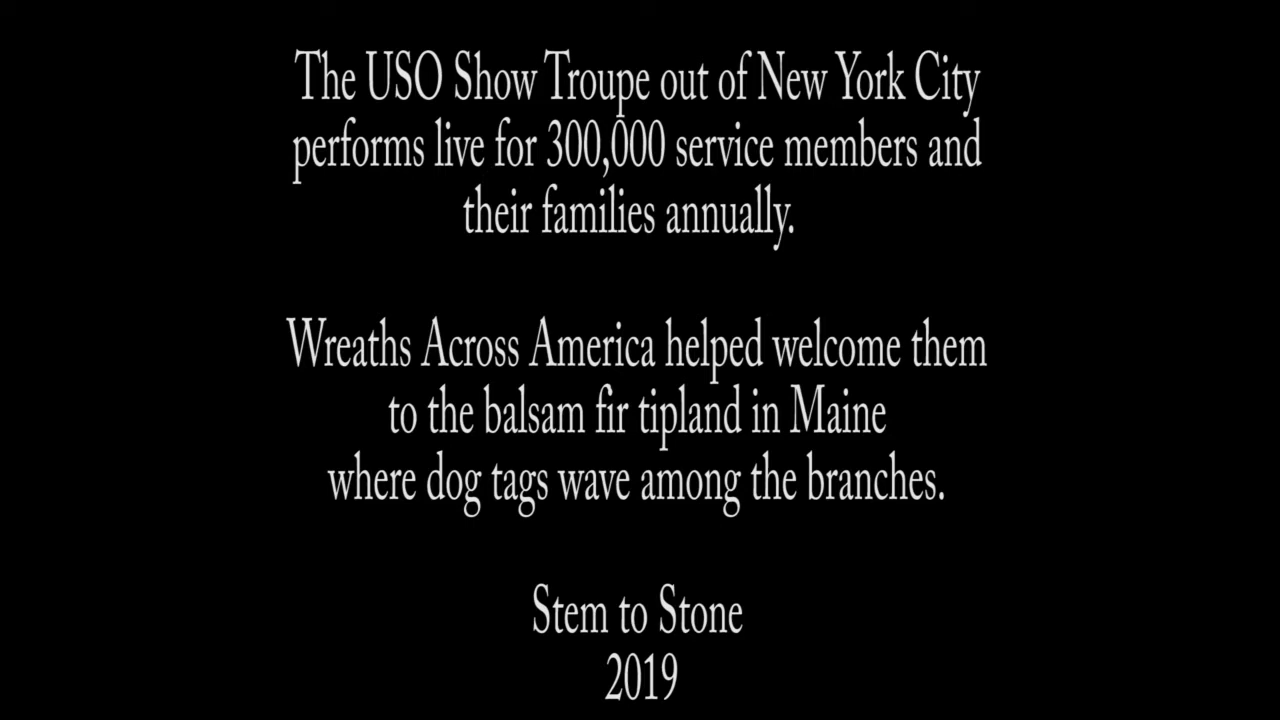 The USO Show Troupe out of New York City
performs live for 300,000 service members and
their families annually.
Wreaths Across America helped welcome them
to the balsam fir tipland in Maine
where dog tags wave among the branches.
Stem to Stone
2019